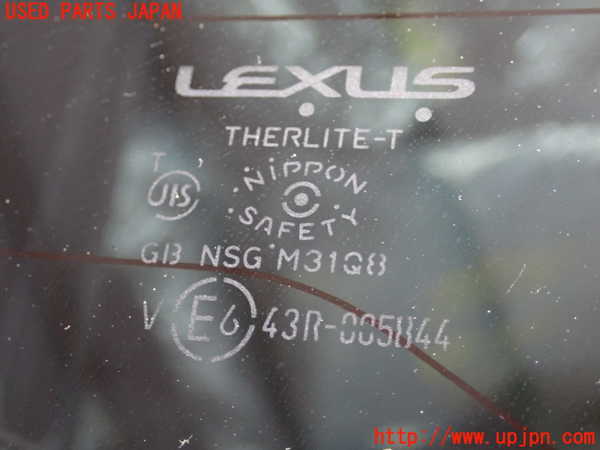 USED PARTS JAPAN
LEXUS
THERLITE-T
T
JIS
NIPPON
SAFETY
GB NSG M31Q8
V E6 43R-005844
http://www.upjpn.com/